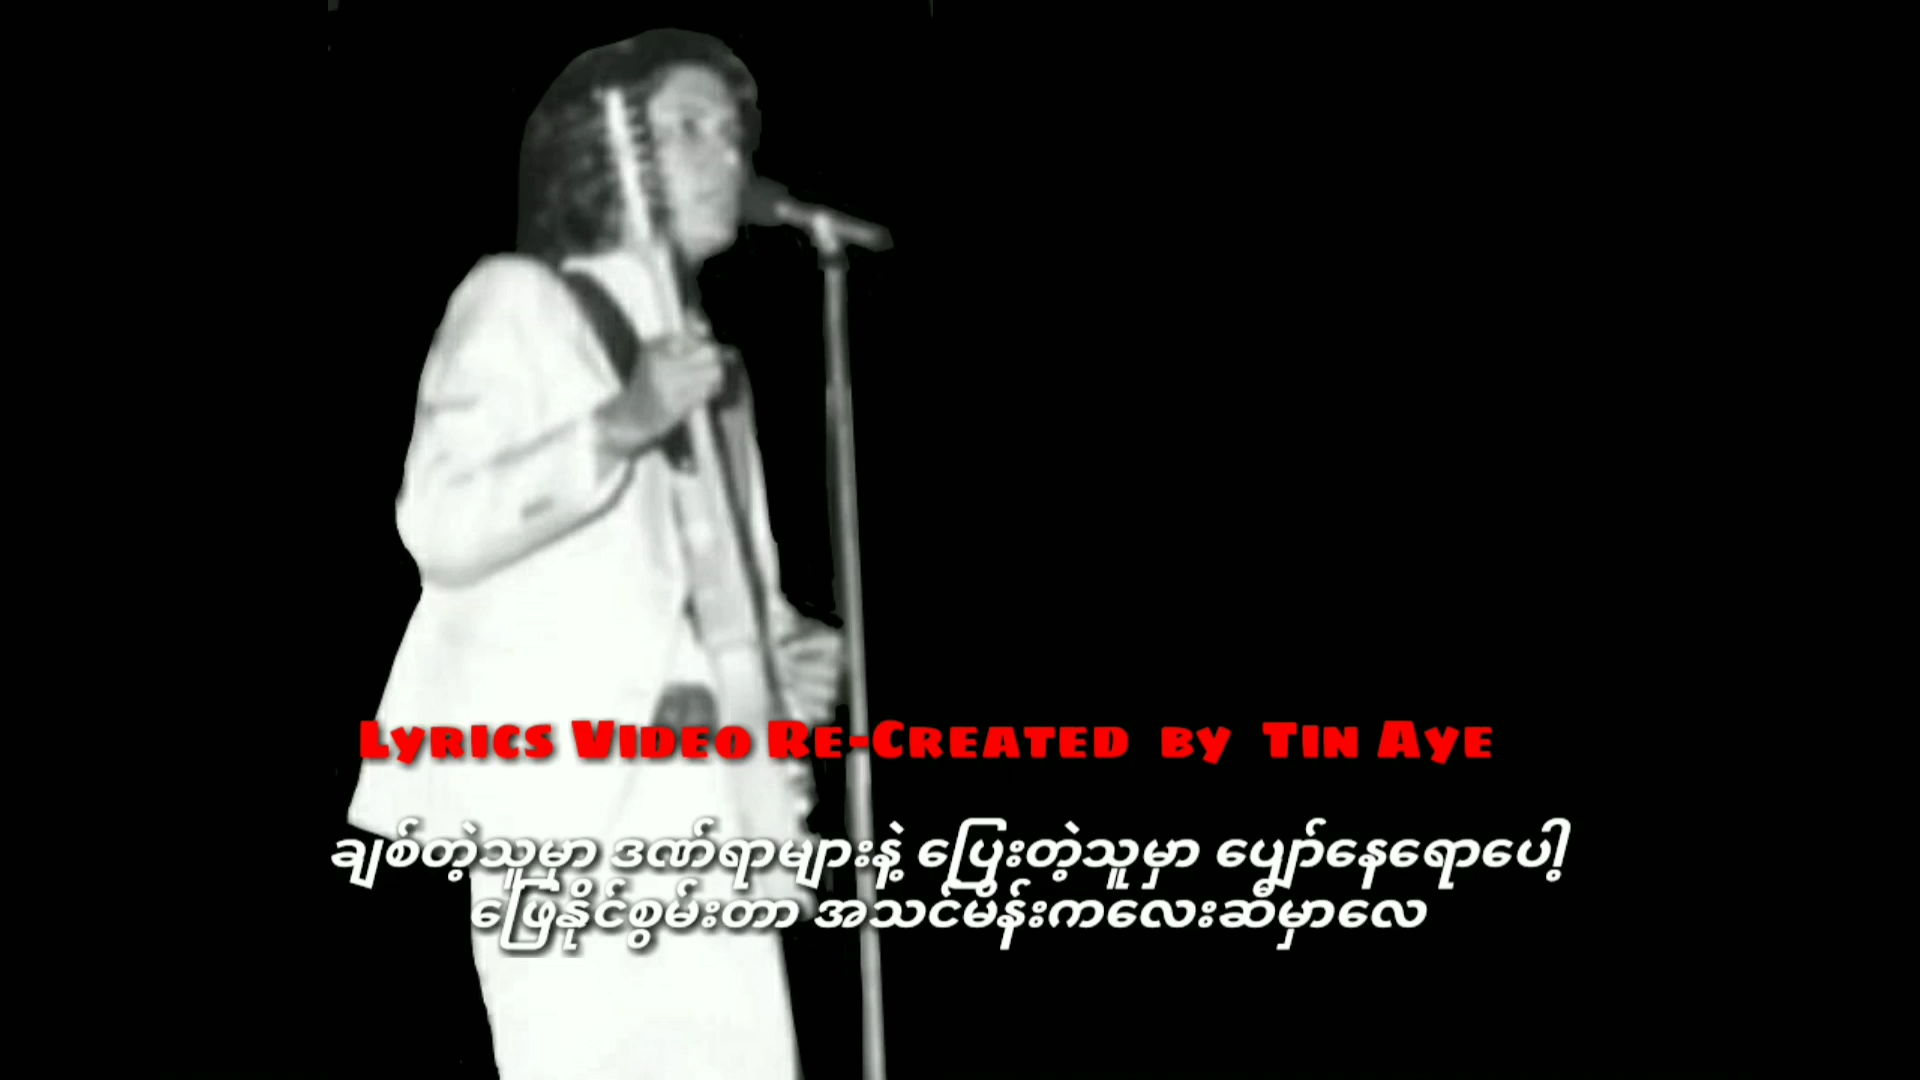 Lyrics Video Re-Created by Tin Aye
ချစ်တဲ့သူမှာ ဒဏ်ရာများနဲ့ ပြေးတဲ့သူမှာ ပျော်နေရောပေါ့
ဖြေနိုင်စွမ်းတာ အသင်မိန်းကလေးဆီမှာလေ